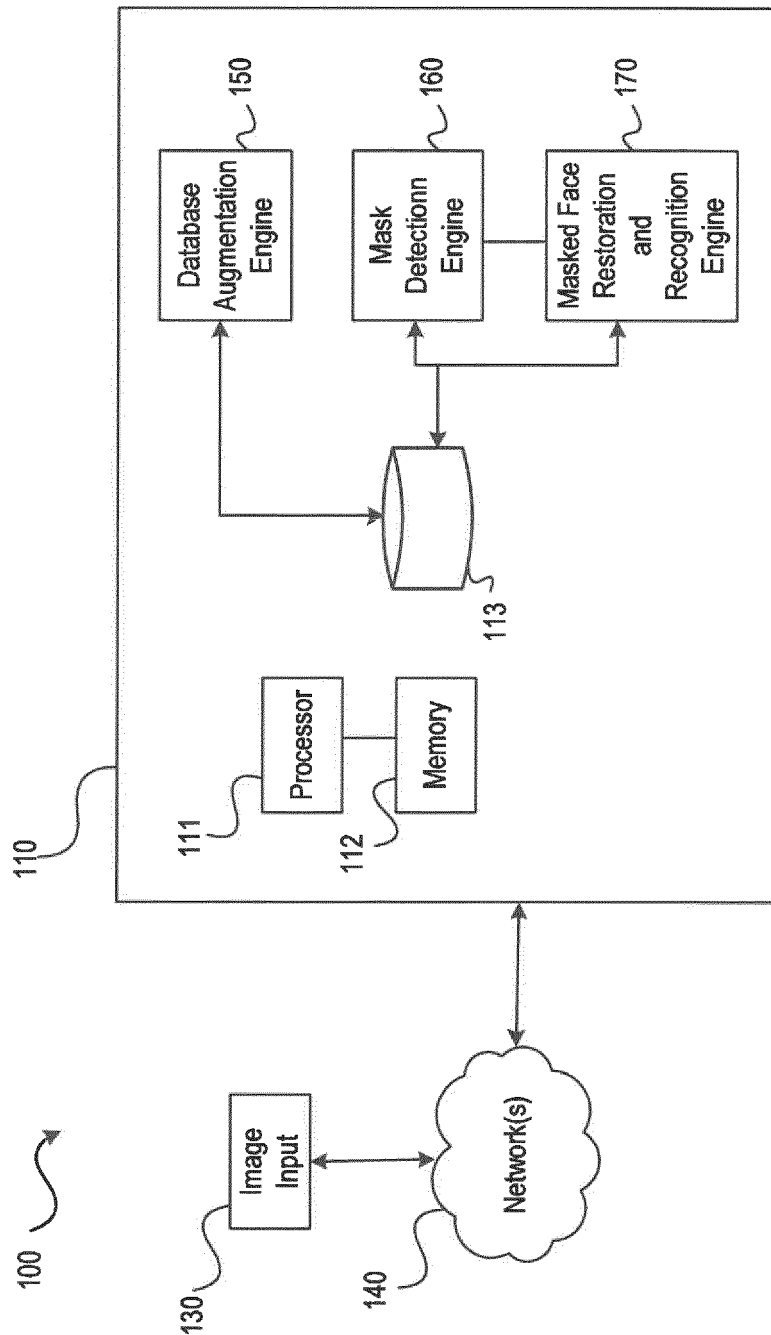 100
110
130
Image
Input
140
Network(s)
111
Processor
112
Memory
113
Database
Augmentation
Engine
150
Mask
Detectionn
Engine
160
Masked Face
Restoration
and
Recognition
Engine
170